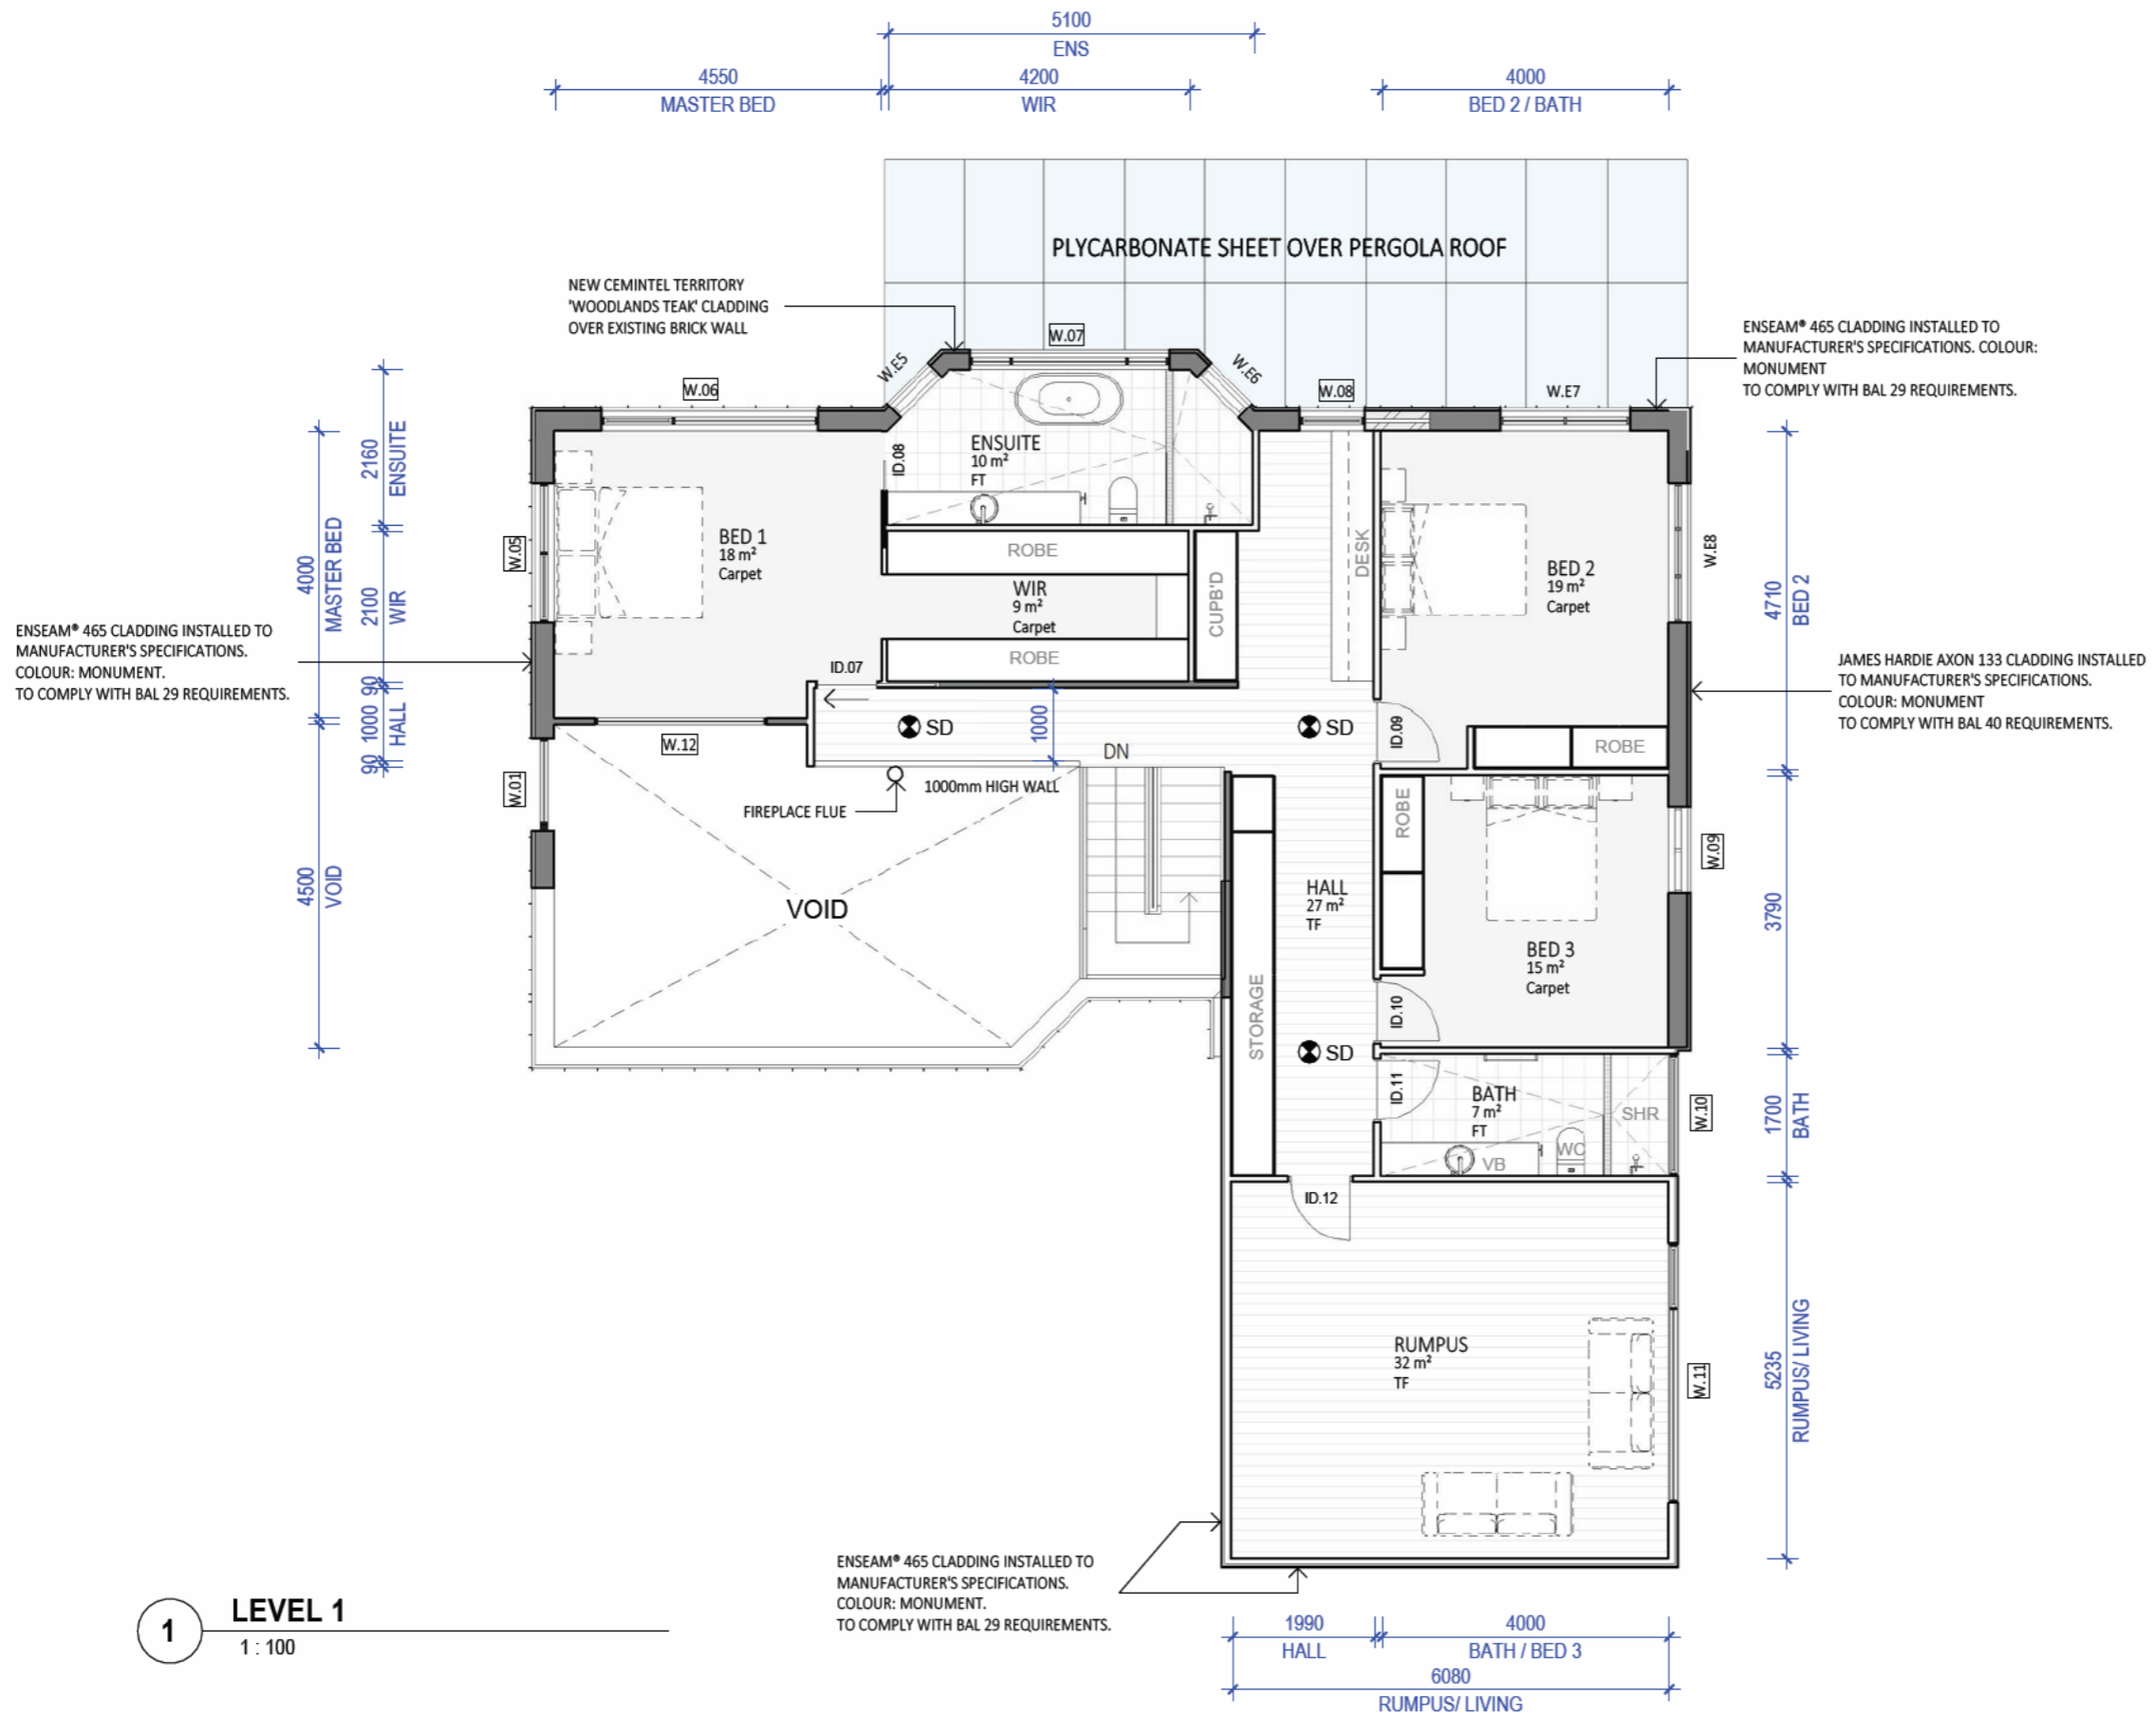 5100
ENS
4550
MASTER BED
4200
WIR
4000
BED 2 / BATH
PLYCARBONATE SHEET OVER PERGOLA ROOF
NEW CEMINTEL TERRITORY
'WOODLANDS TEAK' CLADDING
OVER EXISTING BRICK WALL
ENSEAM® 465 CLADDING INSTALLED TO
MANUFACTURER'S SPECIFICATIONS. COLOUR:
MONUMENT
TO COMPLY WITH BAL 29 REQUIREMENTS.
W.06
W.E5
W.07
W.E6
W.08
W.E7
2160
ENSUITE
4000
MASTER BED
2100
WIR
90
1000
HALL
90
4500
VOID
ENSEAM® 465 CLADDING INSTALLED TO
MANUFACTURER'S SPECIFICATIONS.
COLOUR: MONUMENT.
TO COMPLY WITH BAL 29 REQUIREMENTS.
W.05
W.01
BED 1
18 m²
Carpet
ID.08
ENSUITE
10 m²
FT
ROBE
WIR
9 m²
Carpet
ROBE
CUPB'D
DESK
BED 2
19 m²
Carpet
W.E8
4710
BED 2
JAMES HARDIE AXON 133 CLADDING INSTALLED
TO MANUFACTURER'S SPECIFICATIONS.
COLOUR: MONUMENT
TO COMPLY WITH BAL 40 REQUIREMENTS.
ID.07
W.12
SD
1000
DN
SD
ID.09
ROBE
1000mm HIGH WALL
FIREPLACE FLUE
VOID
HALL
27 m²
TF
STORAGE
SD
ROBE
BED 3
15 m²
Carpet
ID.10
W.09
3790
ID.11
BATH
7 m²
FT
SHR
VB
WC
W.10
1700
BATH
ID.12
RUMPUS
32 m²
TF
W.11
5235
RUMPUS/ LIVING
ENSEAM® 465 CLADDING INSTALLED TO
MANUFACTURER'S SPECIFICATIONS.
COLOUR: MONUMENT.
TO COMPLY WITH BAL 29 REQUIREMENTS.
1990
HALL
4000
BATH / BED 3
6080
RUMPUS/ LIVING
1
LEVEL 1
1 : 100